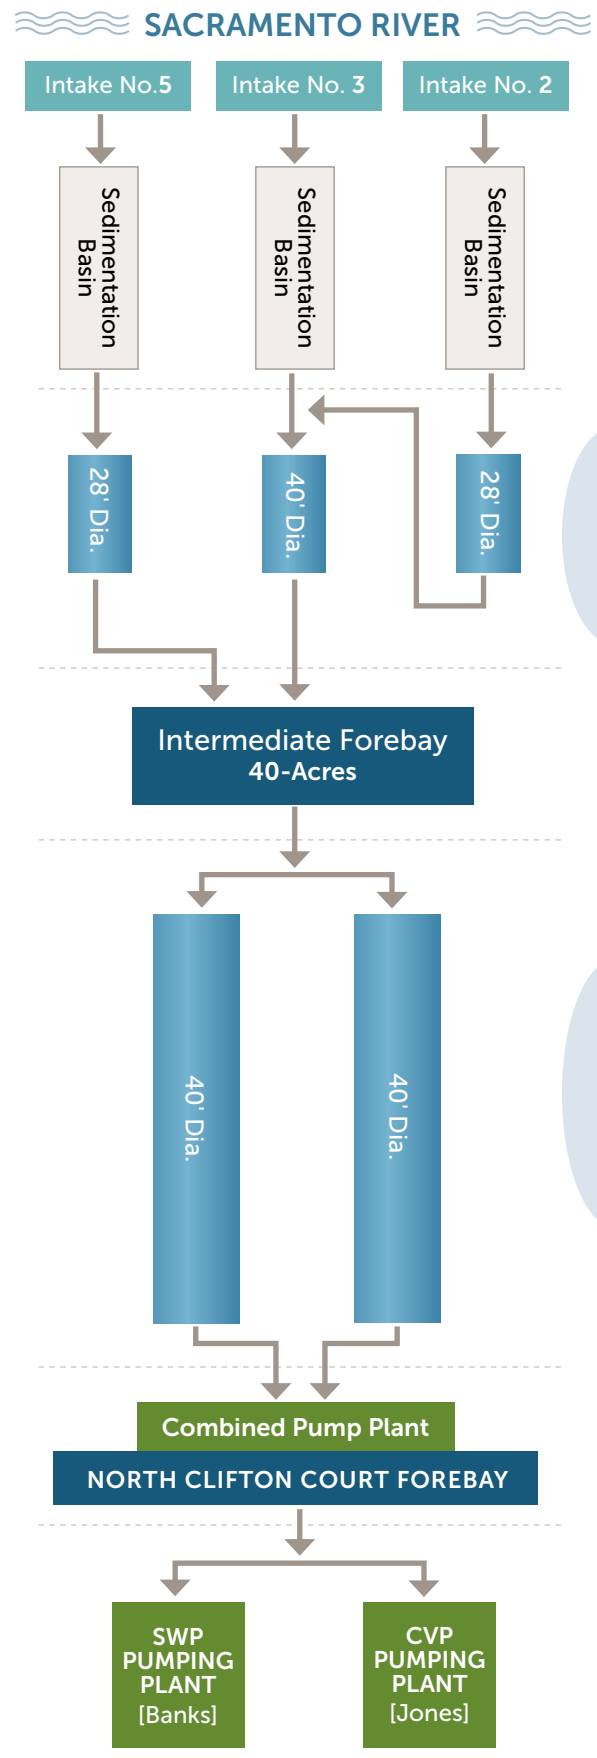 SACRAMENTO RIVER
Intake No.5
Intake No. 3
Intake No. 2
Sedimentation
Basin
Sedimentation
Basin
Sedimentation
Basin
28' Dia.
40' Dia.
28' Dia.
Intermediate Forebay
40-Acres
40' Dia.
40' Dia.
Combined Pump Plant
NORTH CLIFTON COURT FOREBAY
SWP
PUMPING
PLANT
[Banks]
CVP
PUMPING
PLANT
[Jones]